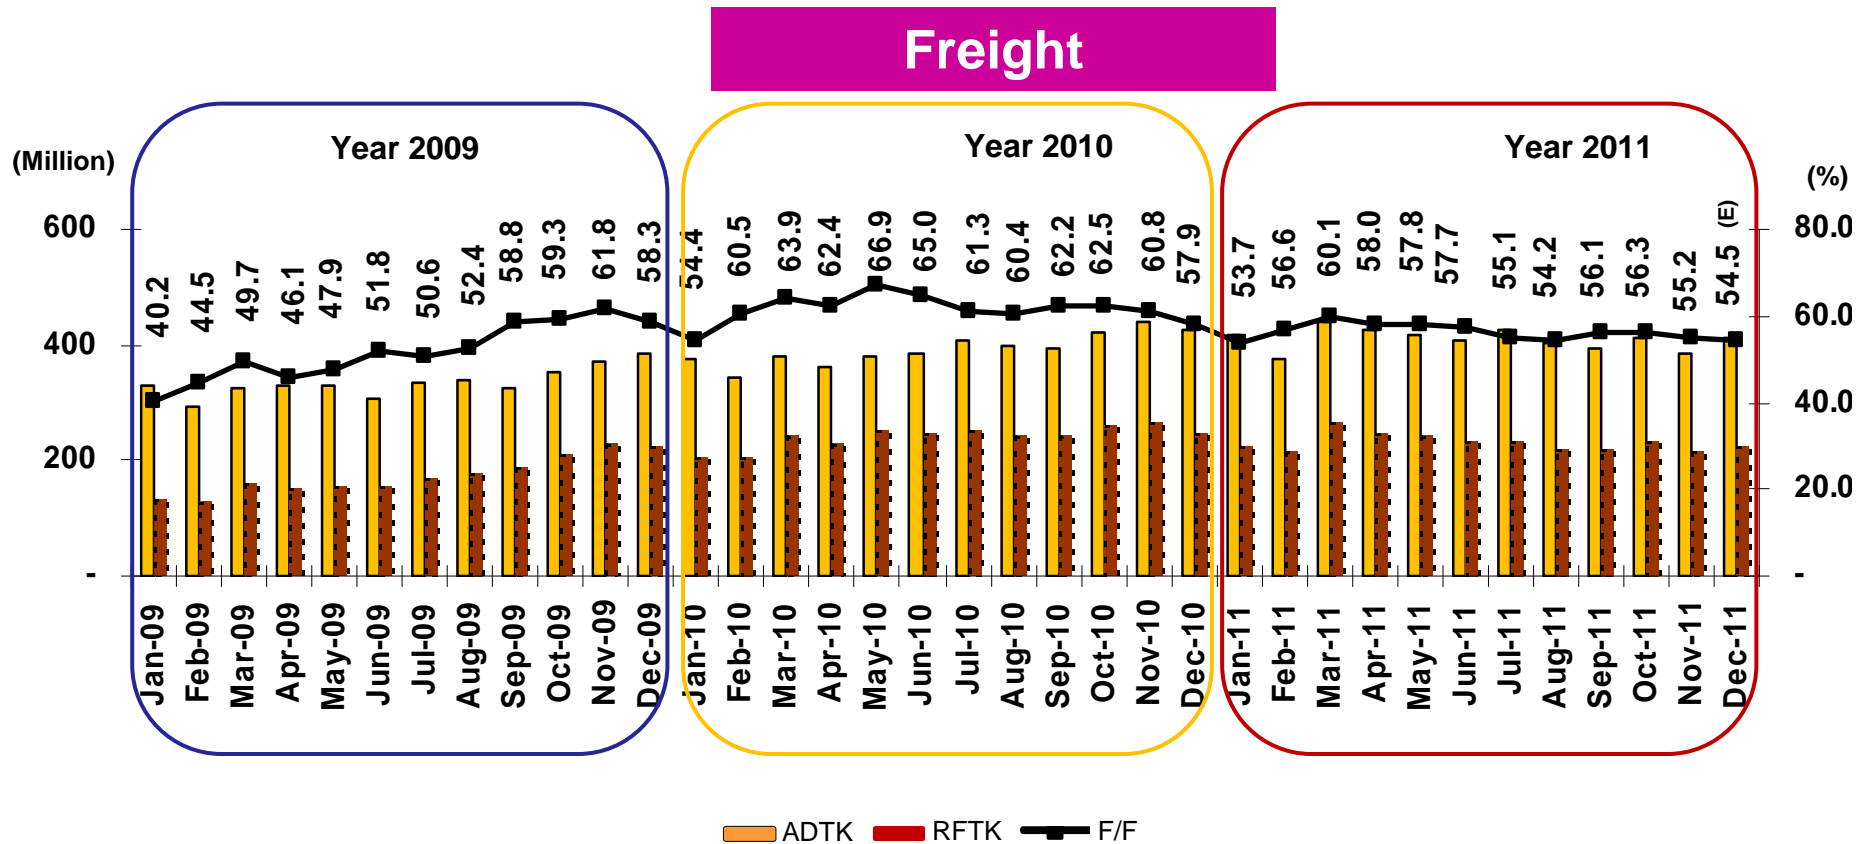 Freight
Year 2009
Year 2010
Year 2011
(Million)
(%)
600
400
200
-
80.0
60.0
40.0
20.0
-
40.2
44.5
49.7
46.1
47.9
51.8
50.6
52.4
58.8
59.3
61.8
58.3
54.4
60.5
63.9
62.4
66.9
65.0
61.3
60.4
62.2
62.5
60.8
57.9
53.7
56.6
60.1
58.0
57.8
57.7
55.1
54.2
56.1
56.3
55.2
54.5 (E)
Jan-09
Feb-09
Mar-09
Apr-09
May-09
Jun-09
Jul-09
Aug-09
Sep-09
Oct-09
Nov-09
Dec-09
Jan-10
Feb-10
Mar-10
Apr-10
May-10
Jun-10
Jul-10
Aug-10
Sep-10
Oct-10
Nov-10
Dec-10
Jan-11
Feb-11
Mar-11
Apr-11
May-11
Jun-11
Jul-11
Aug-11
Sep-11
Oct-11
Nov-11
Dec-11
ADTK
RFTK
F/F